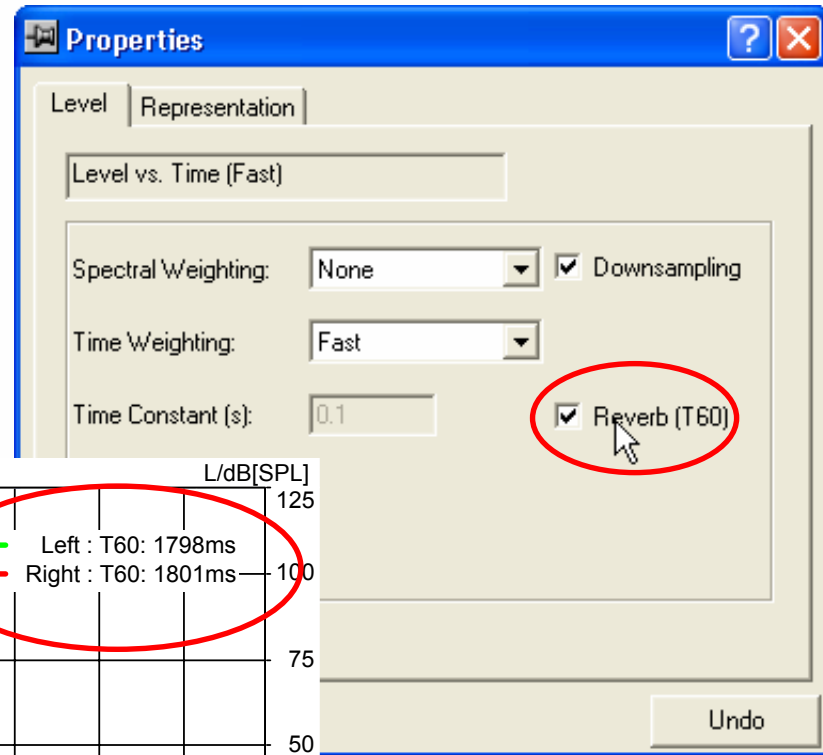 Properties
Level Representation
Level vs. Time (Fast)
Spectral Weighting: None Downsampling
Time Weighting: Fast
Time Constant (s): 0.1 Reverb (T60)
L/dB[SPL]
125
Left : T60: 1798ms
Right : T60: 1801ms 100
75
50
Undo